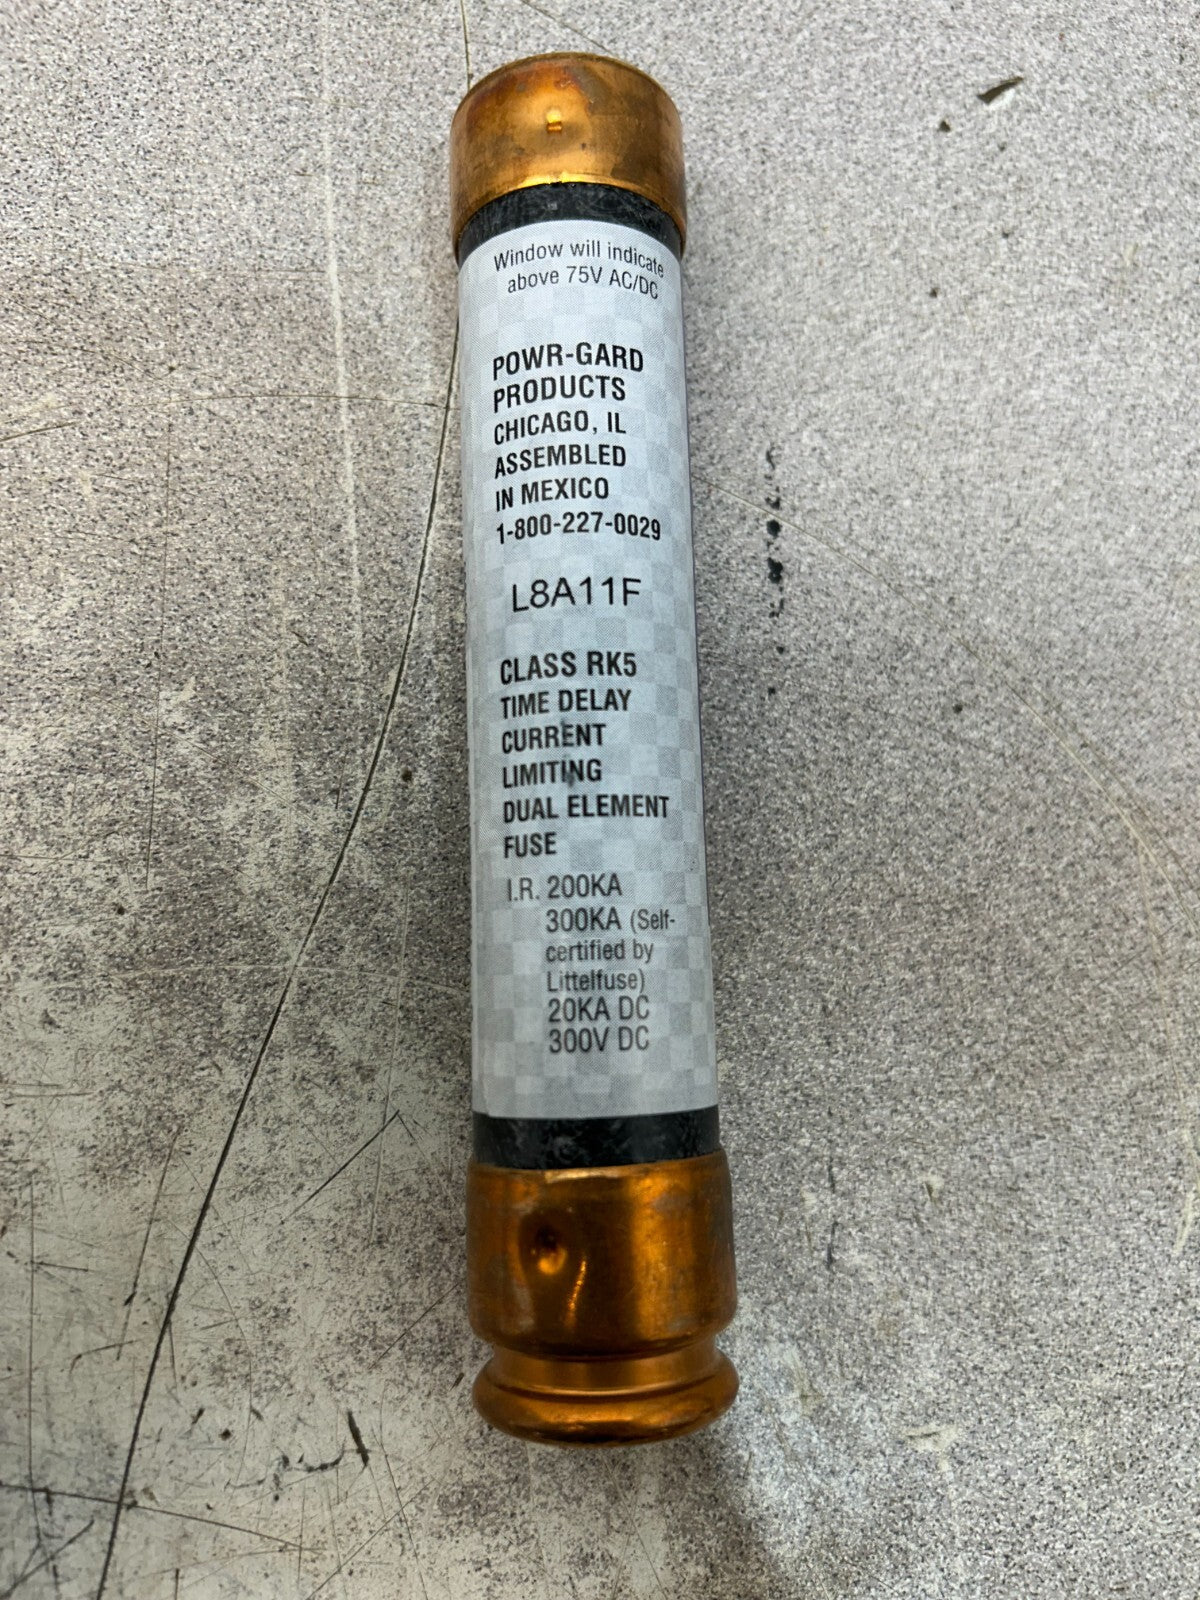 Window will indicate
above 75V AC/DC
POWR-GARD
PRODUCTS
CHICAGO, IL
ASSEMBLED
IN MEXICO
1-800-227-0029
L8A11F
CLASS RK5
TIME DELAY
CURRENT
LIMITING
DUAL ELEMENT
FUSE
I.R. 200KA
300KA (Self-
certified by
Littelfuse)
20KA DC
300V DC